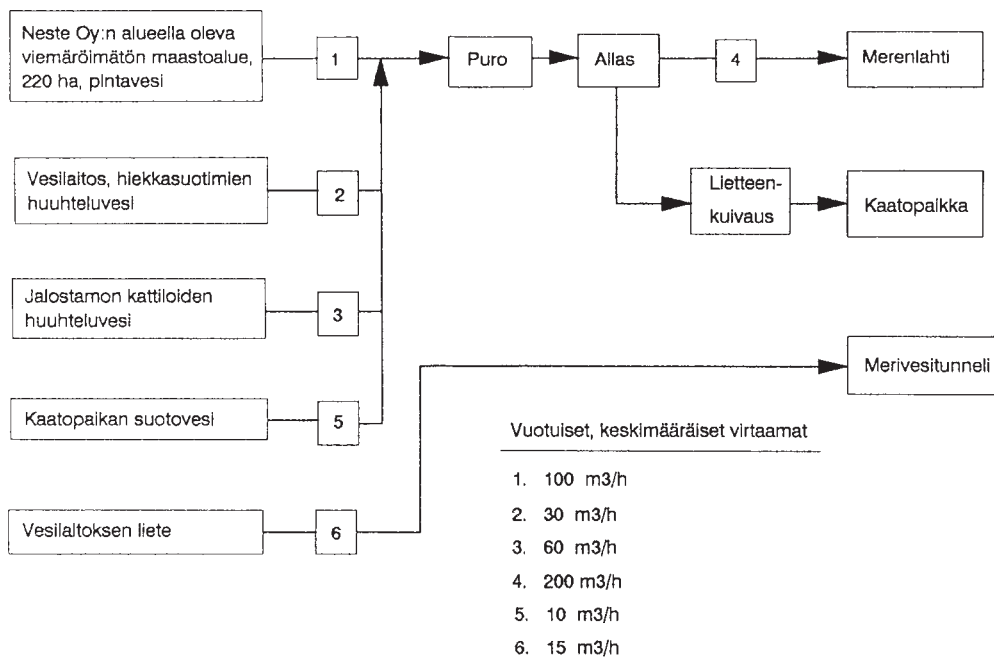 Neste Oy:n alueella oleva
viemäröimätön maastoalue,
220 ha, pintavesi
1
Puro
Allas
4
Merenlahti
Vesilaitos, hiekkasuotimien
huuhteluvesi
2
Lietteen-
kuivaus
Kaatopaikka
Jalostamon kattiloiden
huuhteluvesi
3
Merivesitunneli
Kaatopaikan suotovesi
5
Vesilaitoksen liete
6
Vuotuiset, keskimääräiset virtaamat
1. 100 m3/h
2. 30 m3/h
3. 60 m3/h
4. 200 m3/h
5. 10 m3/h
6. 15 m3/h